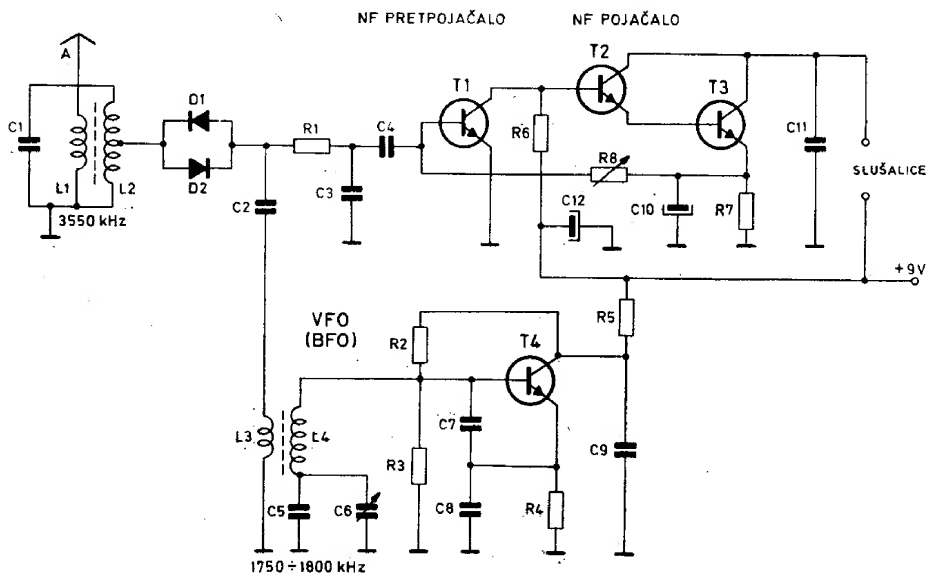 NF PRETPOJAČALO
NF POJAČALO
A
C1
L1
L2
3550 kHz
D1
D2
R1
C2
C3
C4
T1
R6
T2
T3
R8
C12
C10
R7
C11
SLUŠALICE
+9V
VFO
(BFO)
R2
T4
R5
L3
L4
C7
R3
C9
C5
C6
C8
R4
1750÷1800 kHz